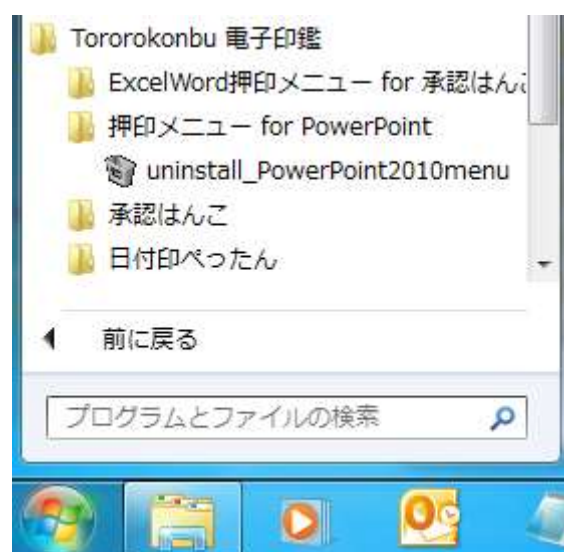 Tororokonbu 電子印鑑
ExcelWord押印メニュー for 承認はん
押印メニュー for PowerPoint
uninstall_PowerPoint2010menu
承認はんこ
日付印ぺったん
前に戻る
プログラムとファイルの検索